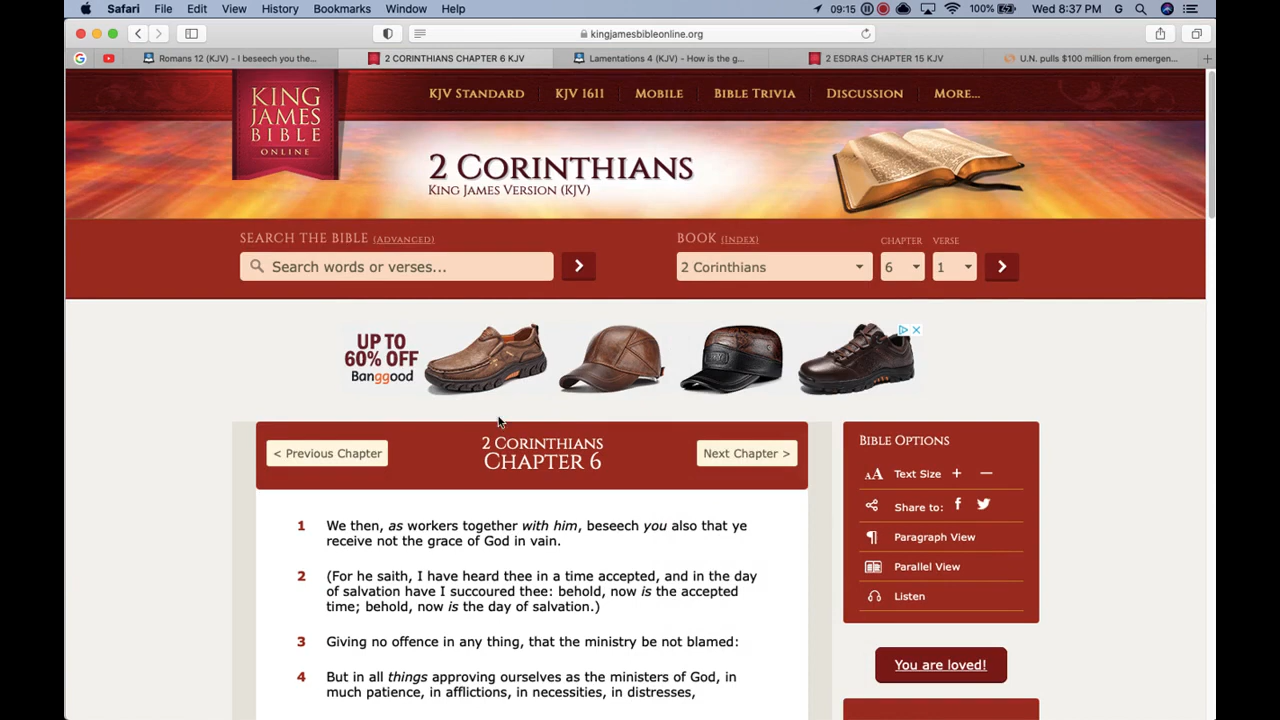 Safari File Edit View History Bookmarks Window Help 09:15 100% Wed 8:37 PM G
kingjamesbibleonline.org
Romans 12 (KJV) - I beseech you the...
2 CORINTHIANS CHAPTER 6 KJV
Lamentations 4 (KJV) - How is the g...
2 ESDRAS CHAPTER 15 KJV
U.N. pulls $100 million from emergen...
KING
JAMES
BIBLE
ONLINE
KJV STANDARD KJV 1611 MOBILE BIBLE TRIVIA DISCUSSION MORE...
2 CORINTHIANS
KING JAMES VERSION (KJV)
SEARCH THE BIBLE (ADVANCED)
Search words or verses...
BOOK (INDEX) CHAPTER VERSE
2 Corinthians 6 1
UP TO
60% OFF
Banggood
< Previous Chapter
2 CORINTHIANS
CHAPTER 6
Next Chapter >
1 We then, as workers together with him, beseech you also that ye
receive not the grace of God in vain.
2 (For he saith, I have heard thee in a time accepted, and in the day
of salvation have I succoured thee: behold, now is the accepted
time; behold, now is the day of salvation.)
3 Giving no offence in any thing, that the ministry be not blamed:
4 But in all things approving ourselves as the ministers of God, in
much patience, in afflictions, in necessities, in distresses,
BIBLE OPTIONS
AA Text Size + —
Share to:
Paragraph View
Parallel View
Listen
You are loved!